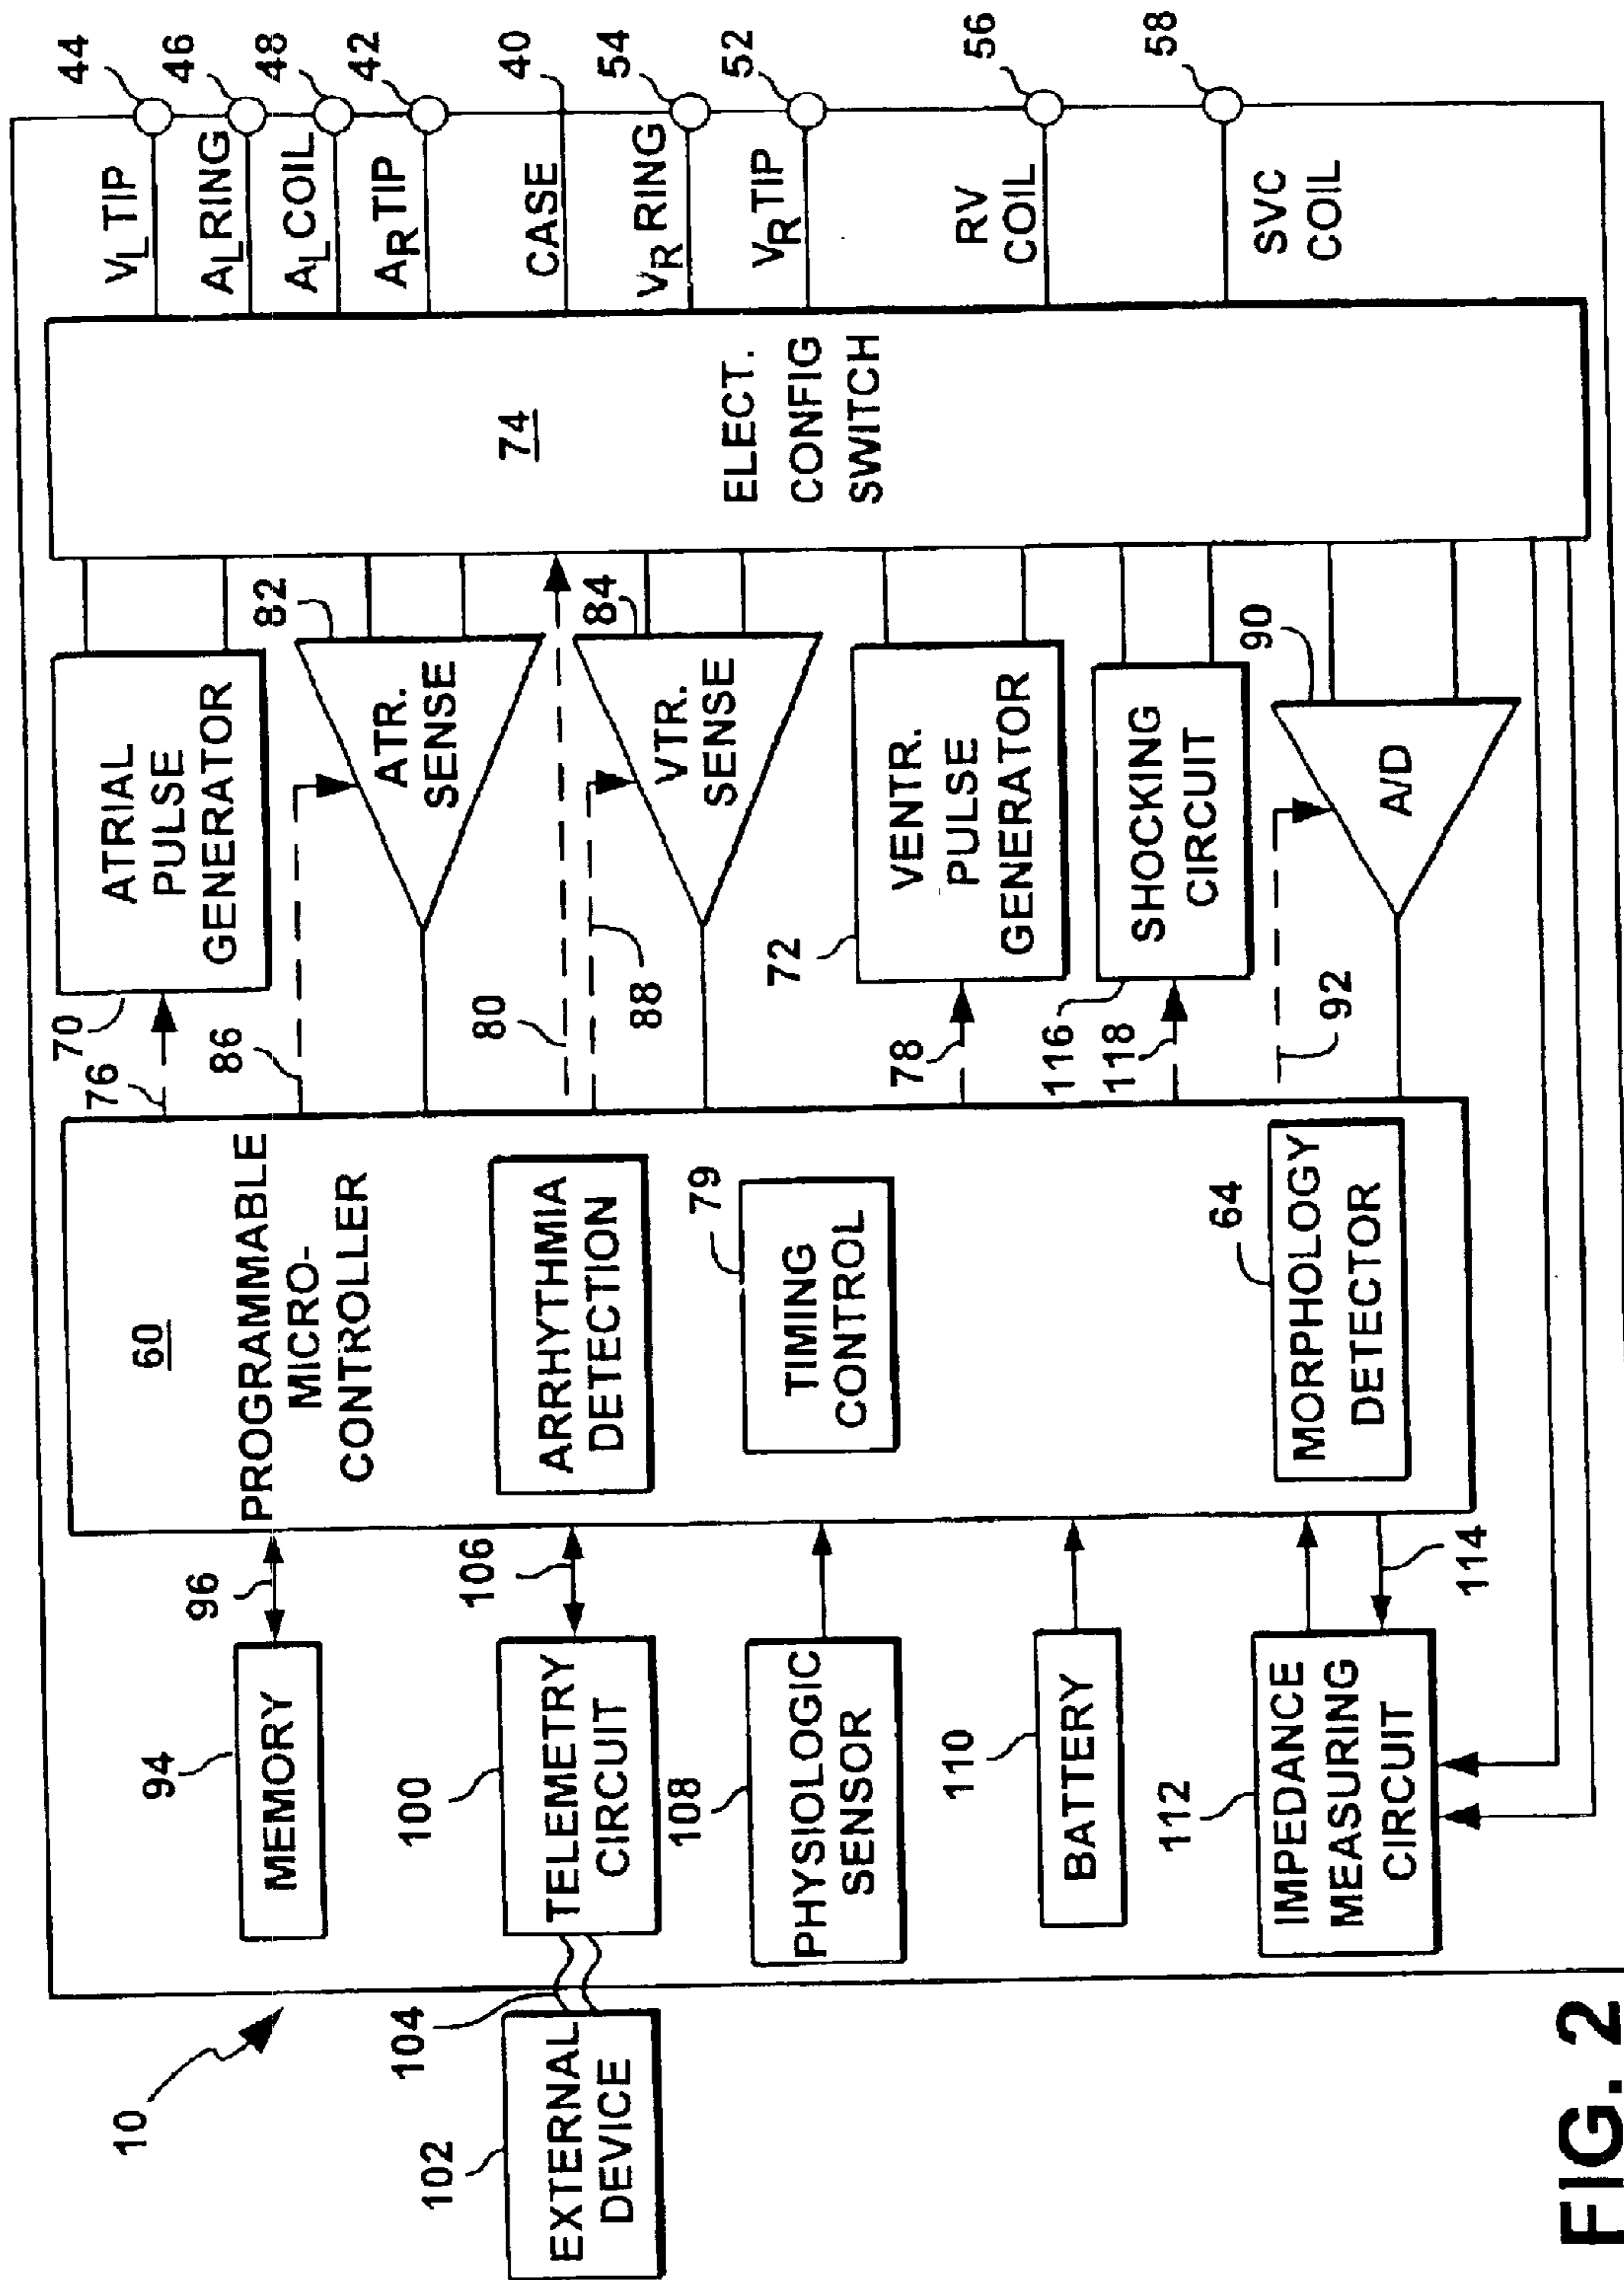 10
102
EXTERNAL
DEVICE
104
94
MEMORY
96
100
TELEMETRY
CIRCUIT
106
108
PHYSIOLOGIC
SENSOR
110
BATTERY
112
IMPEDANCE
MEASURING
CIRCUIT
114
60
PROGRAMMABLE
MICRO-
CONTROLLER
ARRHYTHMIA
DETECTION
79
TIMING
CONTROL
64
MORPHOLOGY
DETECTOR
76
70
ATRIAL
PULSE
GENERATOR
86
82
ATR.
SENSE
80
88
84
VTR.
SENSE
72
VENTR.
PULSE
GENERATOR
78
116
118
SHOCKING
CIRCUIT
92
90
A/D
74
ELECT.
CONFIG
SWITCH
VL TIP
44
AL RING
46
AL COIL
48
AR TIP
42
CASE
40
VR RING
54
VR TIP
52
RV
COIL
56
SVC
COIL
58
FIG. 2